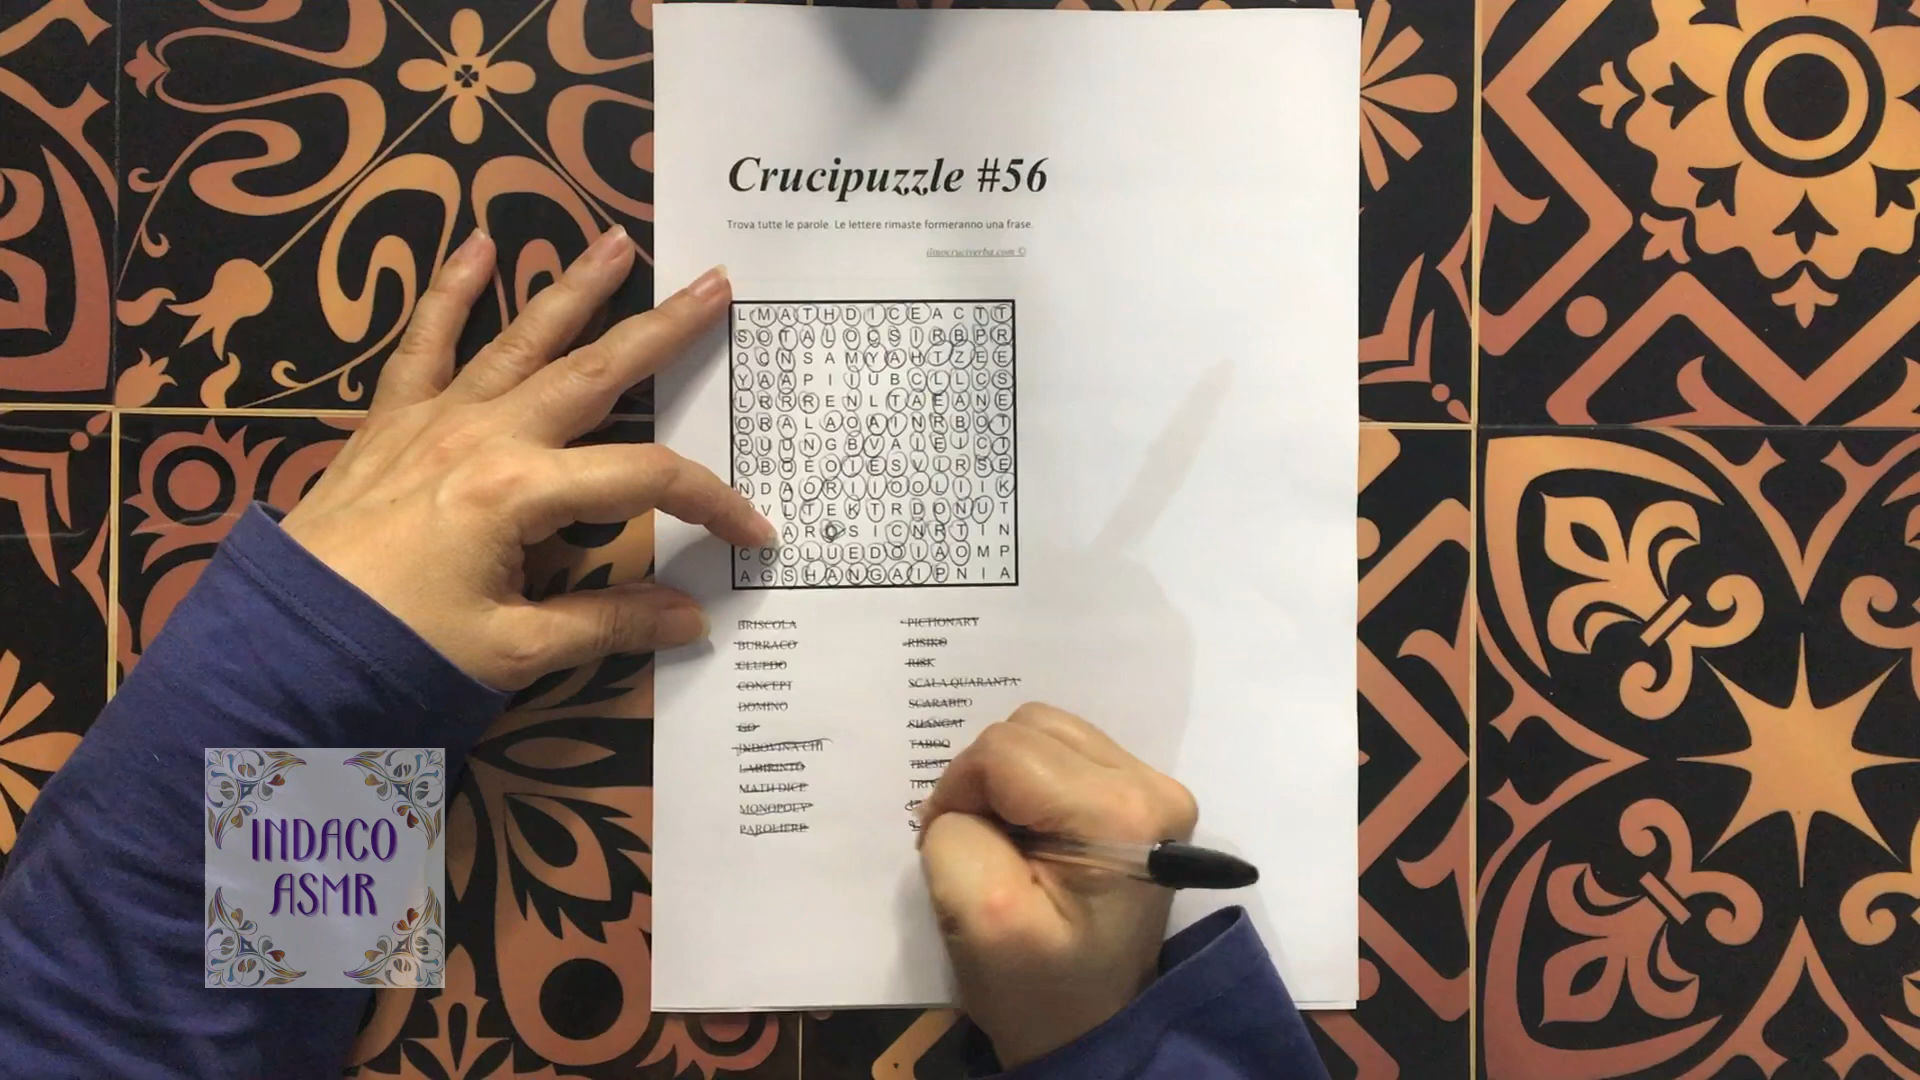 Crucipuzzle #56
Trova tutte le parole. Le lettere rimaste formeranno una frase.
L M A T H D I C E A C T T
S O T A L O C S I R B P R
O C N S A M Y A H T Z E E
Y A A P I I U B C L L C S
L R R R E N L T A E A N E
O R A L A O A I N R B O T
P U U N G B V A I E I C T
O B Q E O T E S V I R S E
N D A O R I I O O L I I K
V L T E K T R D O N U T
A R O S I C N R T I N
C O C L U E D O I A O M P
A G S H A N G A I P N I A
BRISCOLA
BURRACO
CLUEDO
CONCEPT
DOMINO
GO
INDOVINA CHI
LABIRINTO
MATH DICE
MONOPOLY
PAROLIERE
PICTIONARY
RISIKO
RISK
SCALA QUARANTA
SCARABEO
SHANGAI
TABOO
INDACO
ASMR